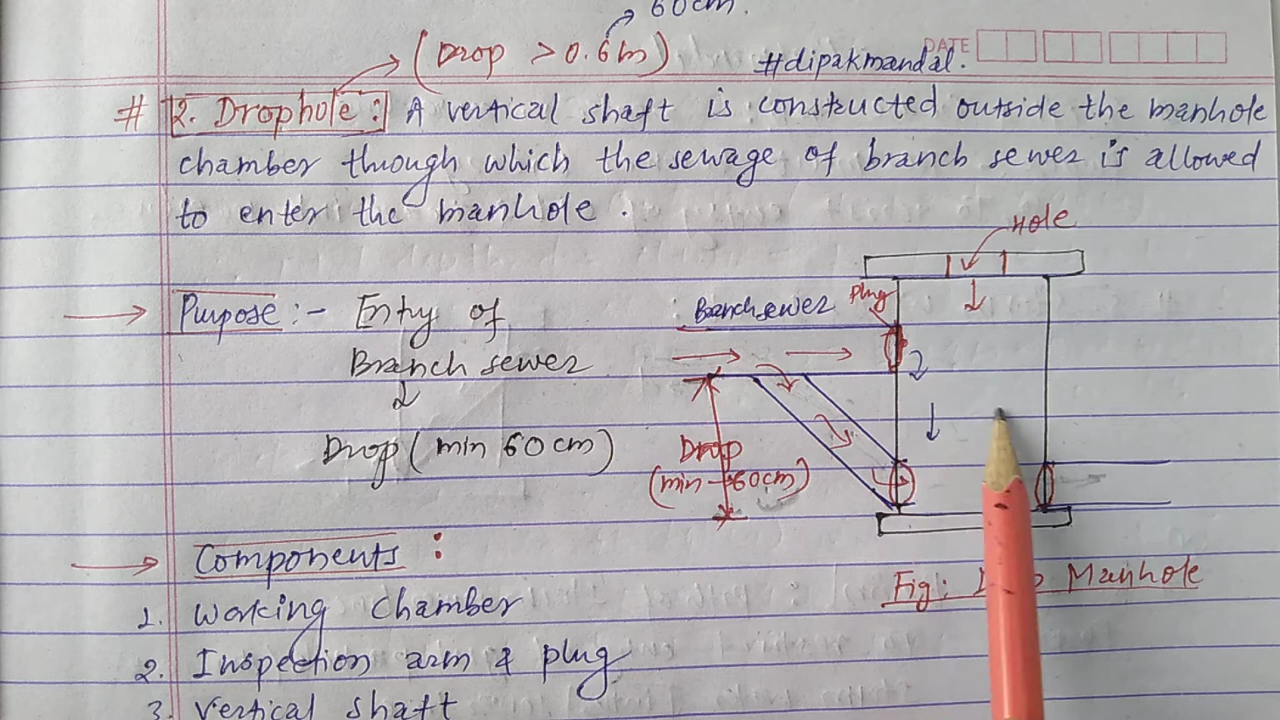 60cm.
(Drop > 0.6m)
#dipakmandal.
DATE
# 2. Drophole: A vertical shaft is constructed outside the manhole
chamber through which the sewage of branch sewer is allowed
to enter the manhole.
Hole
Purpose :- Entry of
Branch sewer
Plug
Branch sewer
2
Drop (min 60cm)
Drop
(min - 60cm)
Components :
Fig: Manhole
1. Working chamber
2. Inspection arm & plug
3. Vertical shaft